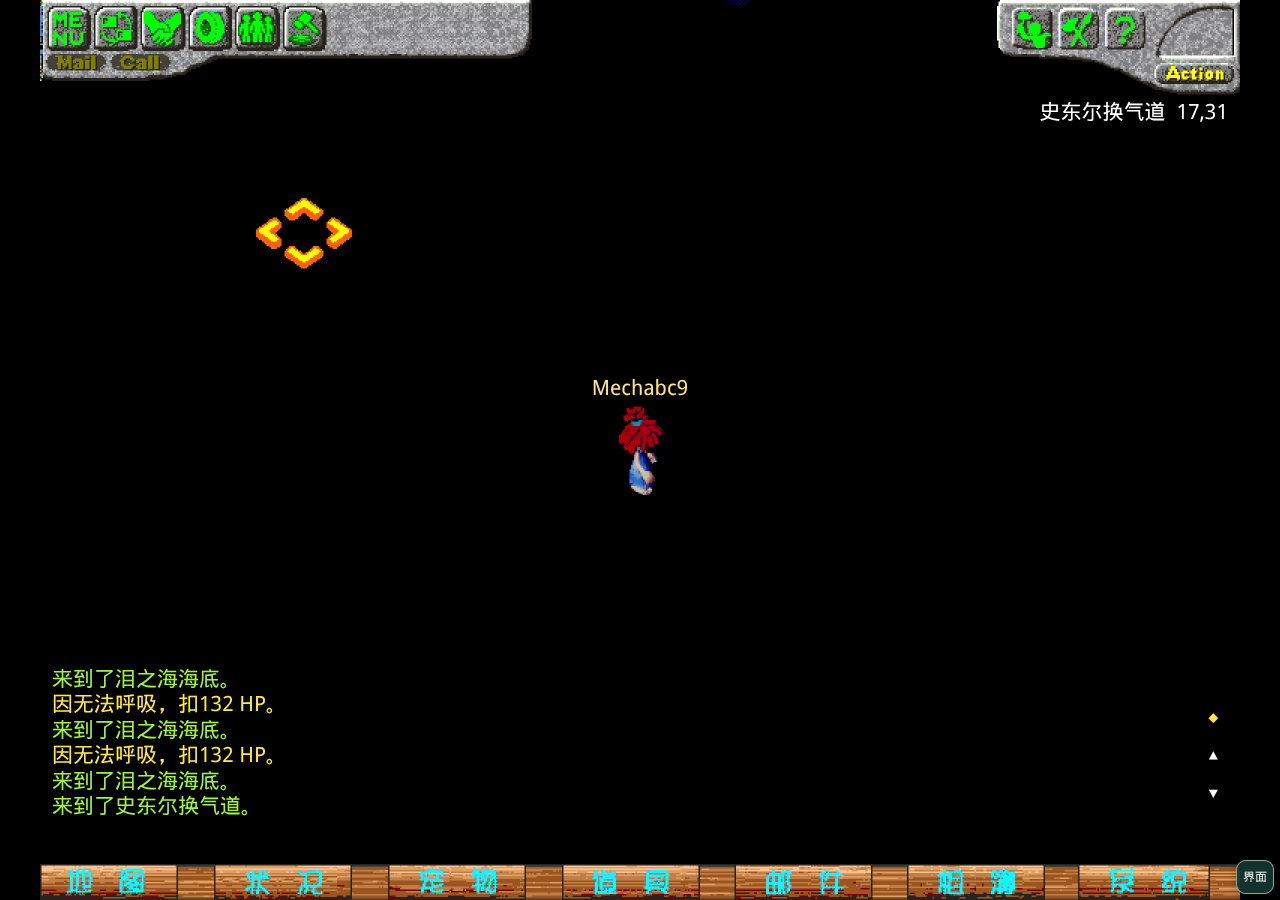 MENU
Mail Call
Action
史东尔换气道 17,31
Mechabc9
来到了泪之海海底。
因无法呼吸，扣132 HP。
来到了泪之海海底。
因无法呼吸，扣132 HP。
来到了泪之海海底。
来到了史东尔换气道。
地图 状况 宠物 道具 邮件 相簿 系统
界面